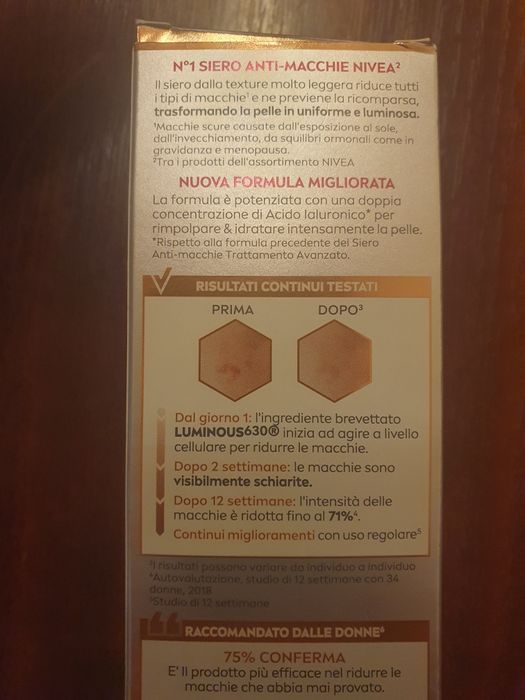 N°1 SIERO ANTI-MACCHIE NIVEA²
Il siero dalla texture molto leggera riduce tutti
i tipi di macchie¹ e ne previene la ricomparsa,
trasformando la pelle in uniforme e luminosa.
¹Macchie scure causate dall'esposizione al sole,
dall'invecchiamento, da squilibri ormonali come in
gravidanza e menopausa.
²Tra i prodotti dell'assortimento NIVEA
NUOVA FORMULA MIGLIORATA
La formula è potenziata con una doppia
concentrazione di Acido Ialuronico* per
rimpolpare & idratare intensamente la pelle.
*Rispetto alla formula precedente del Siero
Anti-macchie Trattamento Avanzato.
RISULTATI CONTINUI TESTATI
PRIMA DOPO³
Dal giorno 1: l'ingrediente brevettato
LUMINOUS630® inizia ad agire a livello
cellulare per ridurre le macchie.
Dopo 2 settimane: le macchie sono
visibilmente schiarite.
Dopo 12 settimane: l'intensità delle
macchie è ridotta fino al 71%⁴.
Continui miglioramenti con uso regolare⁵
³I risultati possono variare da individuo a individuo
⁴Autovalutazione, studio di 12 settimane con 34
donne, 2018
⁵Studio di 12 settimane
RACCOMANDATO DALLE DONNE⁶
75% CONFERMA
E' Il prodotto più efficace nel ridurre le
macchie che abbia mai provato.